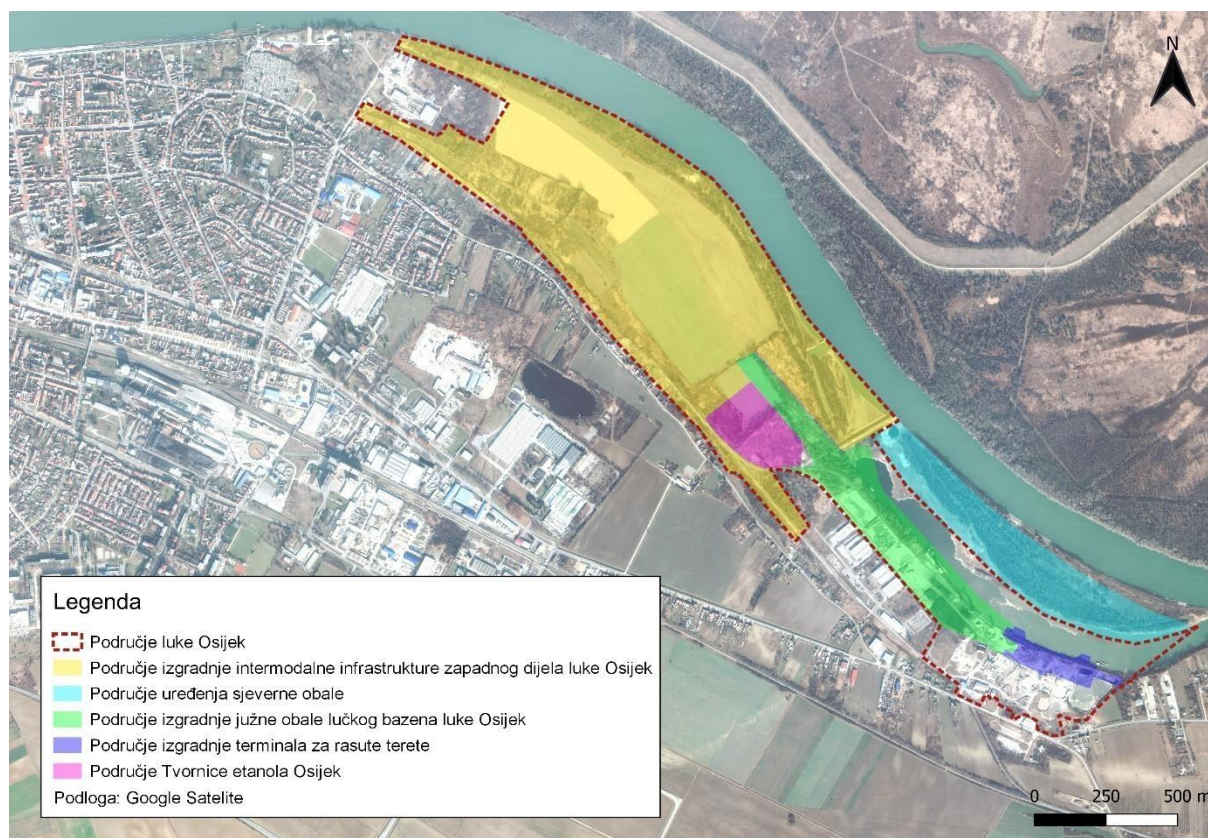 N
Legenda
Područje luke Osijek
Područje izgradnje intermodalne infrastrukture zapadnog dijela luke Osijek
Područje uređenja sjeverne obale
Područje izgradnje južne obale lučkog bazena luke Osijek
Područje izgradnje terminala za rasute terete
Područje Tvornice etanola Osijek
Podloga: Google Satelite
0 250 500 m